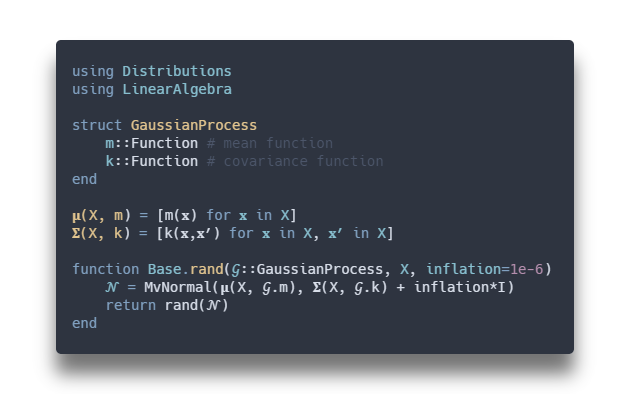 using Distributions
using LinearAlgebra

struct GaussianProcess
    m::Function # mean function
    k::Function # covariance function
end

𝛍(X, m) = [m(𝐱) for 𝐱 in X]
𝚺(X, k) = [k(𝐱,𝐱′) for 𝐱 in X, 𝐱′ in X]

function Base.rand(𝒢::GaussianProcess, X, inflation=1e-6)
    𝒩 = MvNormal(𝛍(X, 𝒢.m), 𝚺(X, 𝒢.k) + inflation*I)
    return rand(𝒩)
end